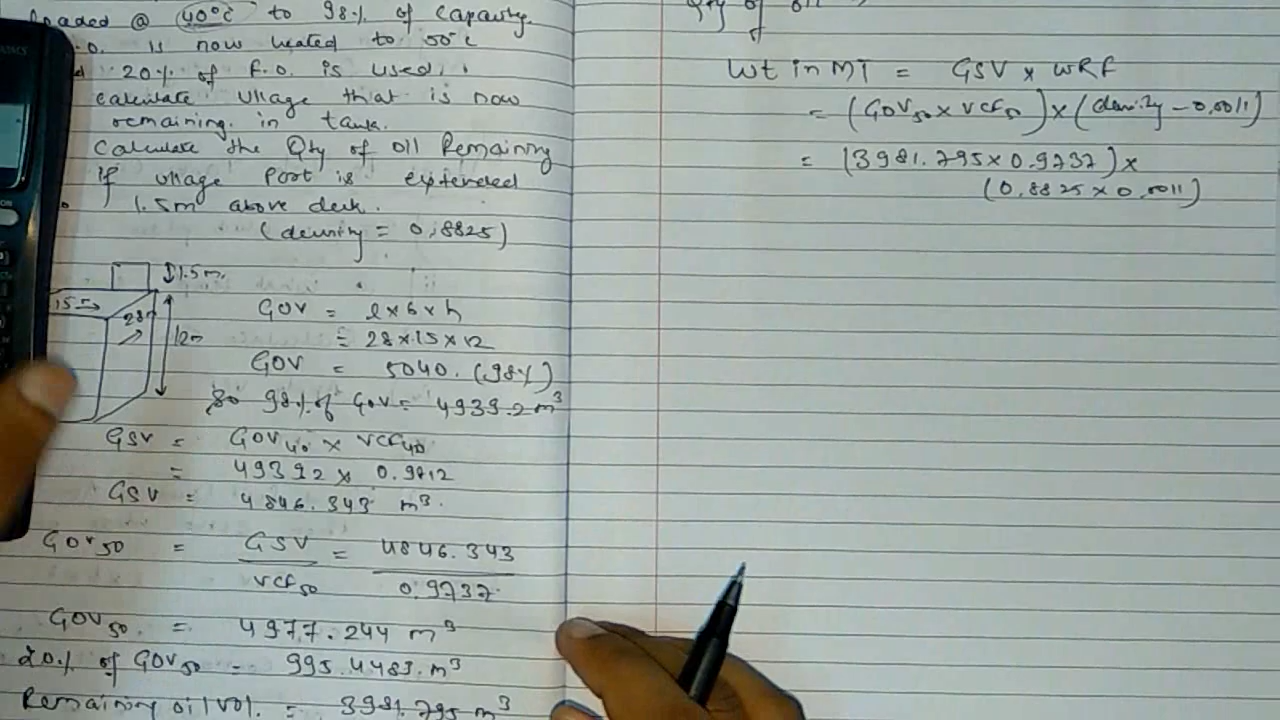 Loaded @ 40°c to 98% of Capacity.
F.O. is now heated to 50°c
20% of F.O. is used.
calculate ullage that is now
remaining. in tank.
Calculate the Qty of oil Remaining
If ullage Port is extended
1.5m above deck.
(density = 0.8825)
1.5m.
15m
28m
12m
GOV = l x b x h
= 28 x 15 x 12
GOV = 5040. (98%)
So 98% of GOV = 4939.2 m³
GSV = GOV40 x VCF40
= 49392 x 0.9812
GSV = 4846.343 m³.
GOV50 = GSV / VCF50 = 4846.343 / 0.9737
GOV50 = 4977.244 m³
20% of GOV50 = 995.4483 m³
Remaining oil vol. = 3981.795 m³
Qty of oil
Wt in MT = GSV x WRF
= (GOV50 x VCF50) x (density - 0.0011)
= (3981.795 x 0.9737) x
(0.8825 x 0.0011)